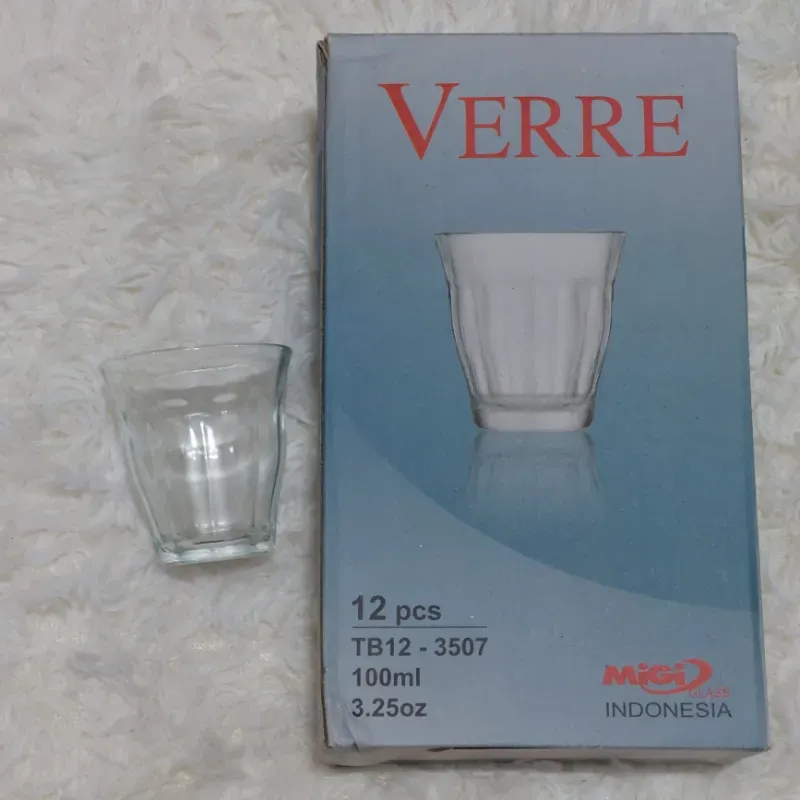 VERRE
12 pcs
TB12 - 3507
100ml
3.25oz
MiGi
GLASS
INDONESIA